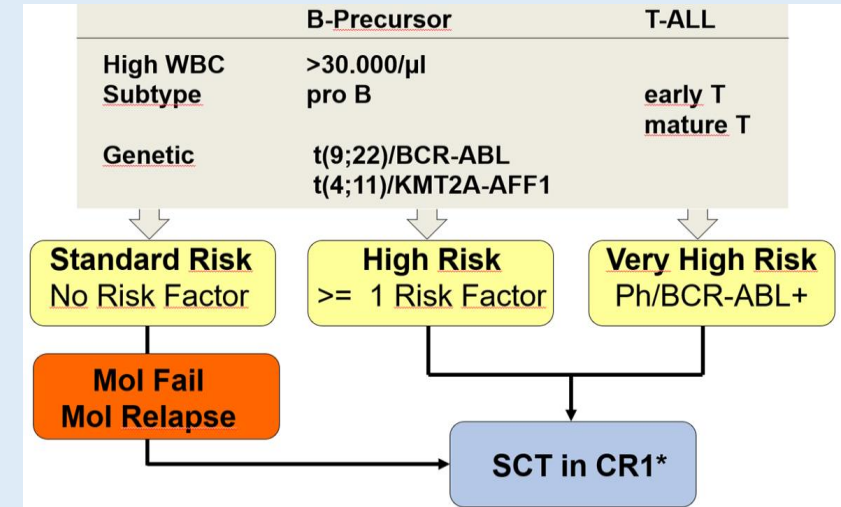 B-Precursor T-ALL
High WBC >30.000/µl
Subtype pro B early T
mature T
Genetic t(9;22)/BCR-ABL
t(4;11)/KMT2A-AFF1
Standard Risk
No Risk Factor
High Risk
>= 1 Risk Factor
Very High Risk
Ph/BCR-ABL+
Mol Fail
Mol Relapse
SCT in CR1*